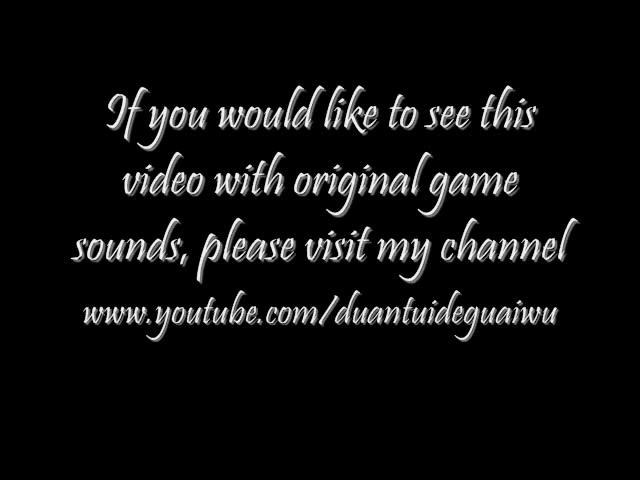 If you would like to see this
video with original game
sounds, please visit my channel
www.youtube.com/duantuideguaiwu